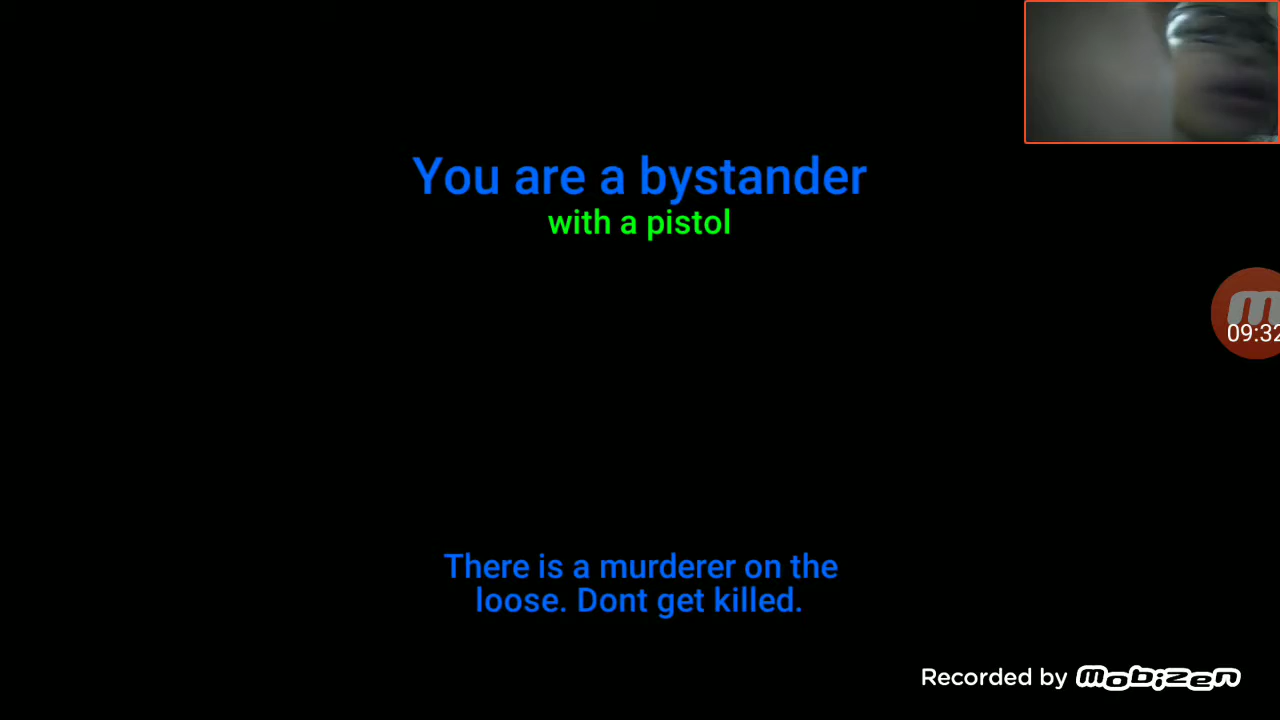 You are a bystander
with a pistol
09:32
There is a murderer on the
loose. Dont get killed.
Recorded by mobizen